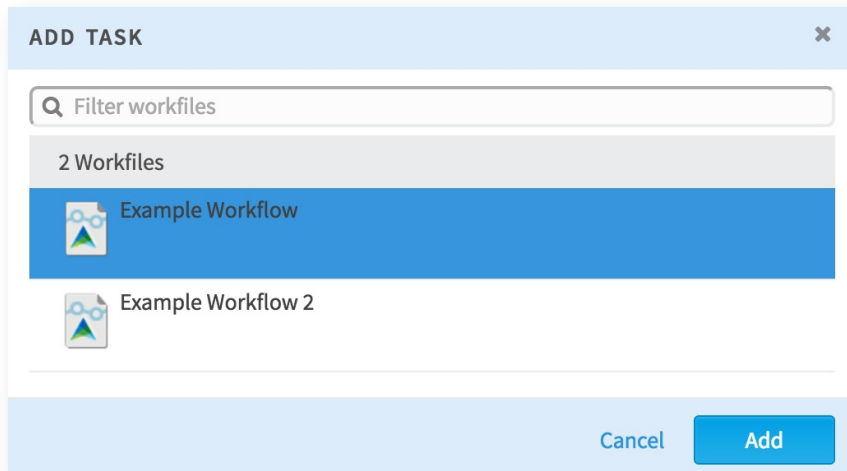 ADD TASK
Filter workfiles
2 Workfiles
Example Workflow
Example Workflow 2
Cancel Add